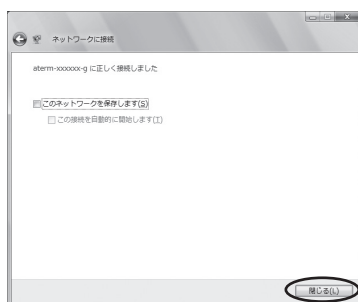 ネットワークに接続
aterm-xxxxxx-g に正しく接続しました
このネットワークを保存します(S)
この接続を自動的に開始します(T)
閉じる(L)